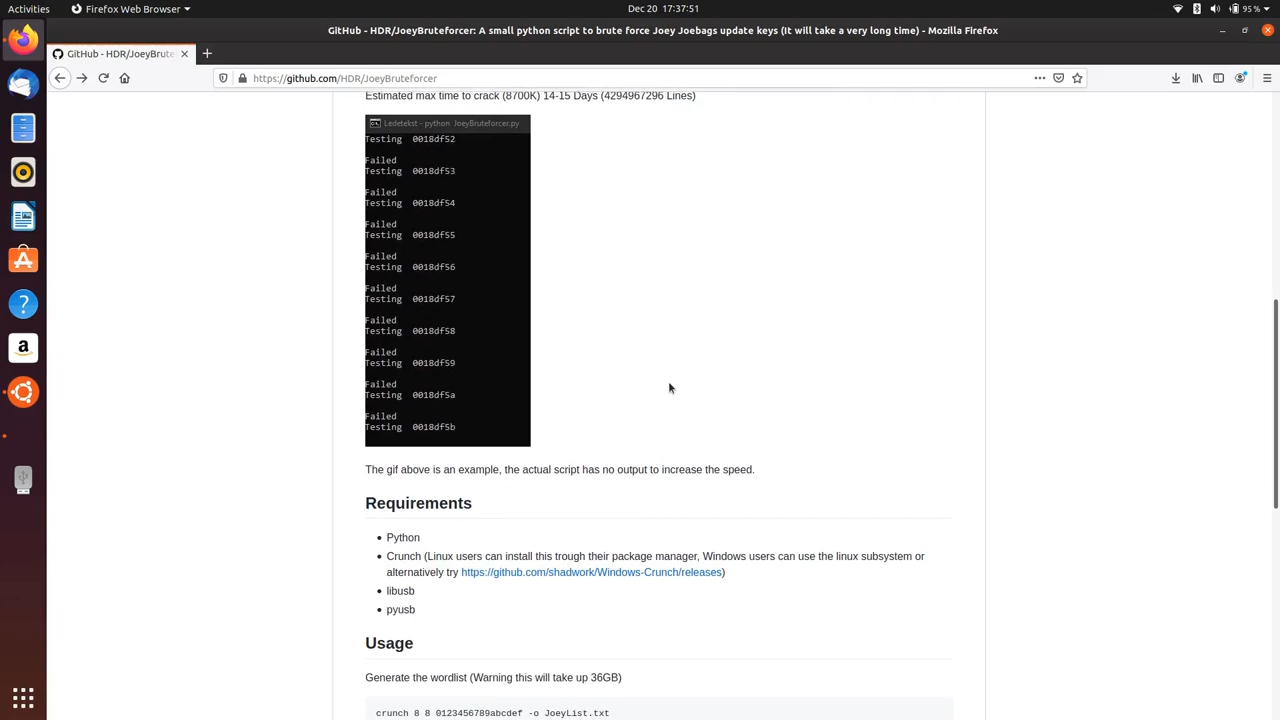 Activities
Firefox Web Browser
Dec 20 17:37:51
95 %
GitHub - HDR/JoeyBruteforcer: A small python script to brute force Joey Joebags update keys (It will take a very long time) - Mozilla Firefox
GitHub - HDR/JoeyBrute
https://github.com/HDR/JoeyBruteforcer
Estimated max time to crack (8700K) 14-15 Days (4294967296 Lines)
Ledetekst - python JoeyBruteforcer.py
Testing 0018df52
Failed
Testing 0018df53
Failed
Testing 0018df54
Failed
Testing 0018df55
Failed
Testing 0018df56
Failed
Testing 0018df57
Failed
Testing 0018df58
Failed
Testing 0018df59
Failed
Testing 0018df5a
Failed
Testing 0018df5b
The gif above is an example, the actual script has no output to increase the speed.
Requirements
Python
Crunch (Linux users can install this trough their package manager, Windows users can use the linux subsystem or
alternatively try https://github.com/shadwork/Windows-Crunch/releases)
libusb
pyusb
Usage
Generate the wordlist (Warning this will take up 36GB)
crunch 8 8 0123456789abcdef -o JoeyList.txt